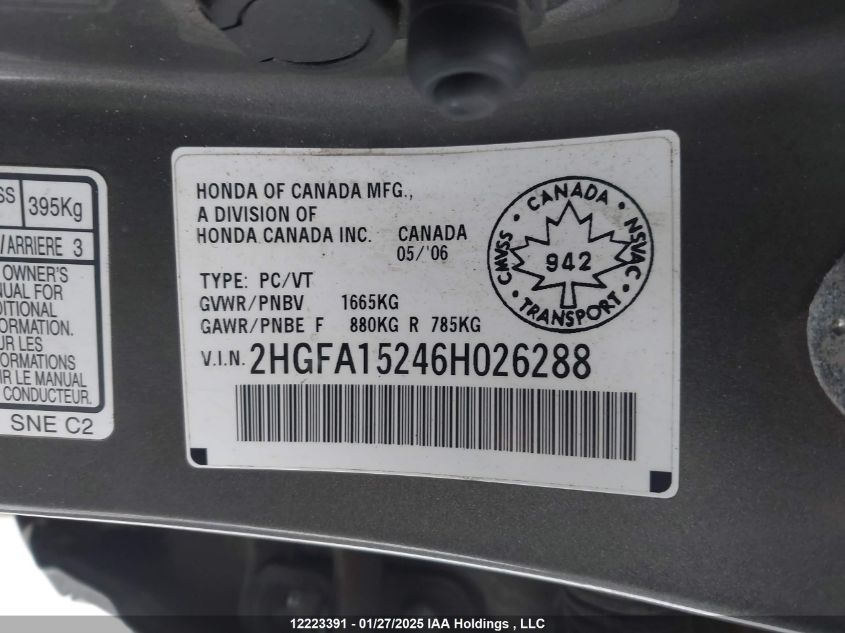 SS
395Kg
/ARRIERE 3
OWNER'S
NUAL FOR
DITIONAL
ORMATION.
UR LES
ORMATIONS
IR LE MANUAL
CONDUCTEUR.
SNE C2
HONDA OF CANADA MFG.,
A DIVISION OF
HONDA CANADA INC. CANADA
05/'06
TYPE: PC/VT
GVWR/PNBV 1665KG
GAWR/PNBE F 880KG R 785KG
V.I.N. 2HGFA15246H026288
CANADA
CMVSS 942 NSVAC
TRANSPORT
12223391 - 01/27/2025 IAA Holdings , LLC